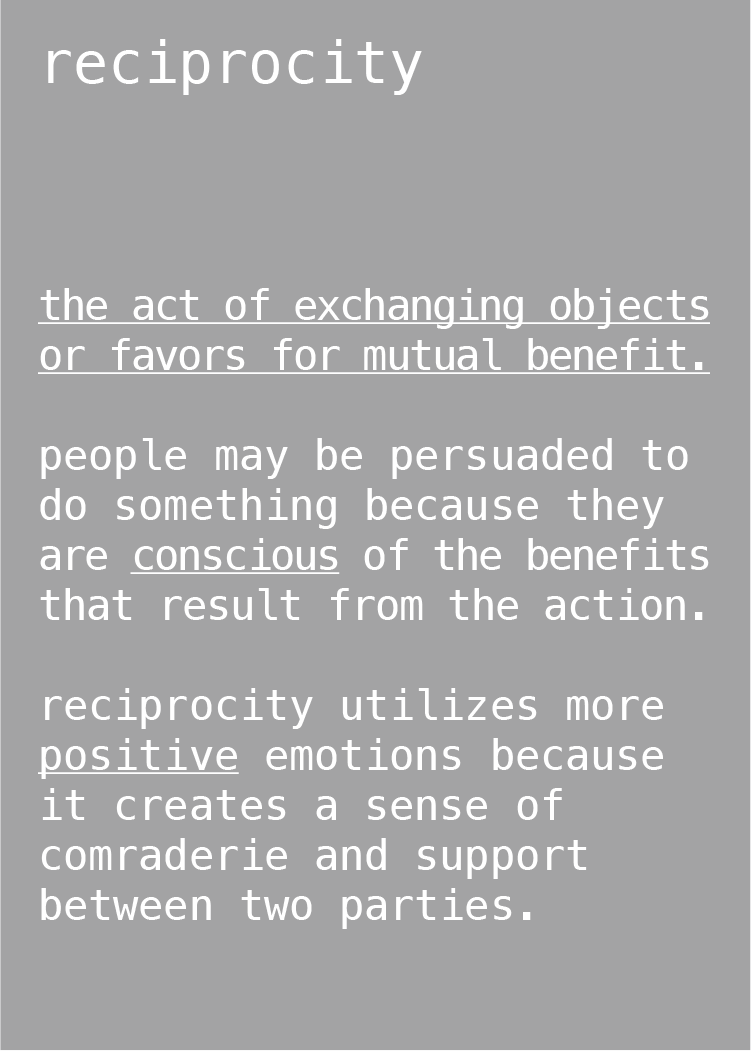 reciprocity
the act of exchanging objects
or favors for mutual benefit.
people may be persuaded to
do something because they
are conscious of the benefits
that result from the action.
reciprocity utilizes more
positive emotions because
it creates a sense of
comraderie and support
between two parties.